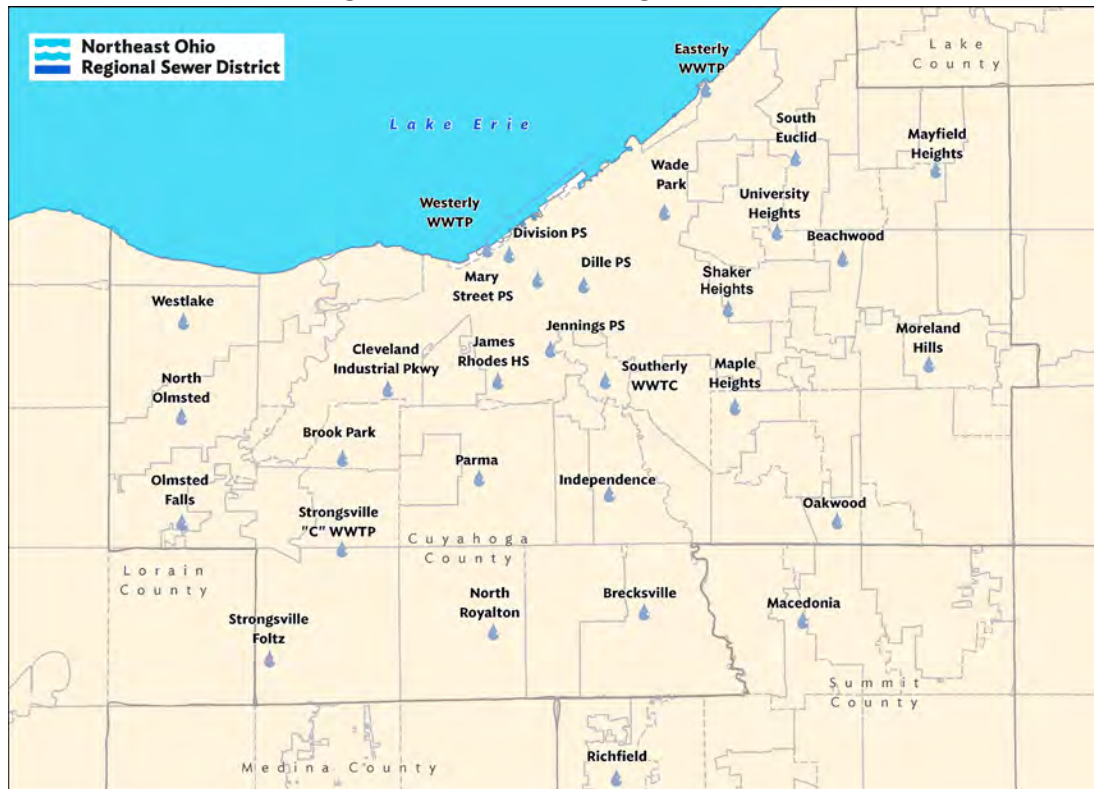 Northeast Ohio
Regional Sewer District
Easterly
WWTP
Lake
County
Lake Erie
South
Euclid
Mayfield
Heights
Wade
Park
Westerly
WWTP
University
Heights
Division PS
Beachwood
Dille PS
Mary
Street PS
Shaker
Heights
Westlake
Jennings PS
Moreland
Hills
James
Rhodes HS
Cleveland
Industrial Pkwy
Southerly
WWTC
Maple
Heights
North
Olmsted
Brook Park
Parma
Independence
Olmsted
Falls
Oakwood
Strongsville
"C" WWTP
Cuyahoga
County
Lorain
County
North
Royalton
Brecksville
Macedonia
Strongsville
Foltz
Summit
County
Richfield
Medina County